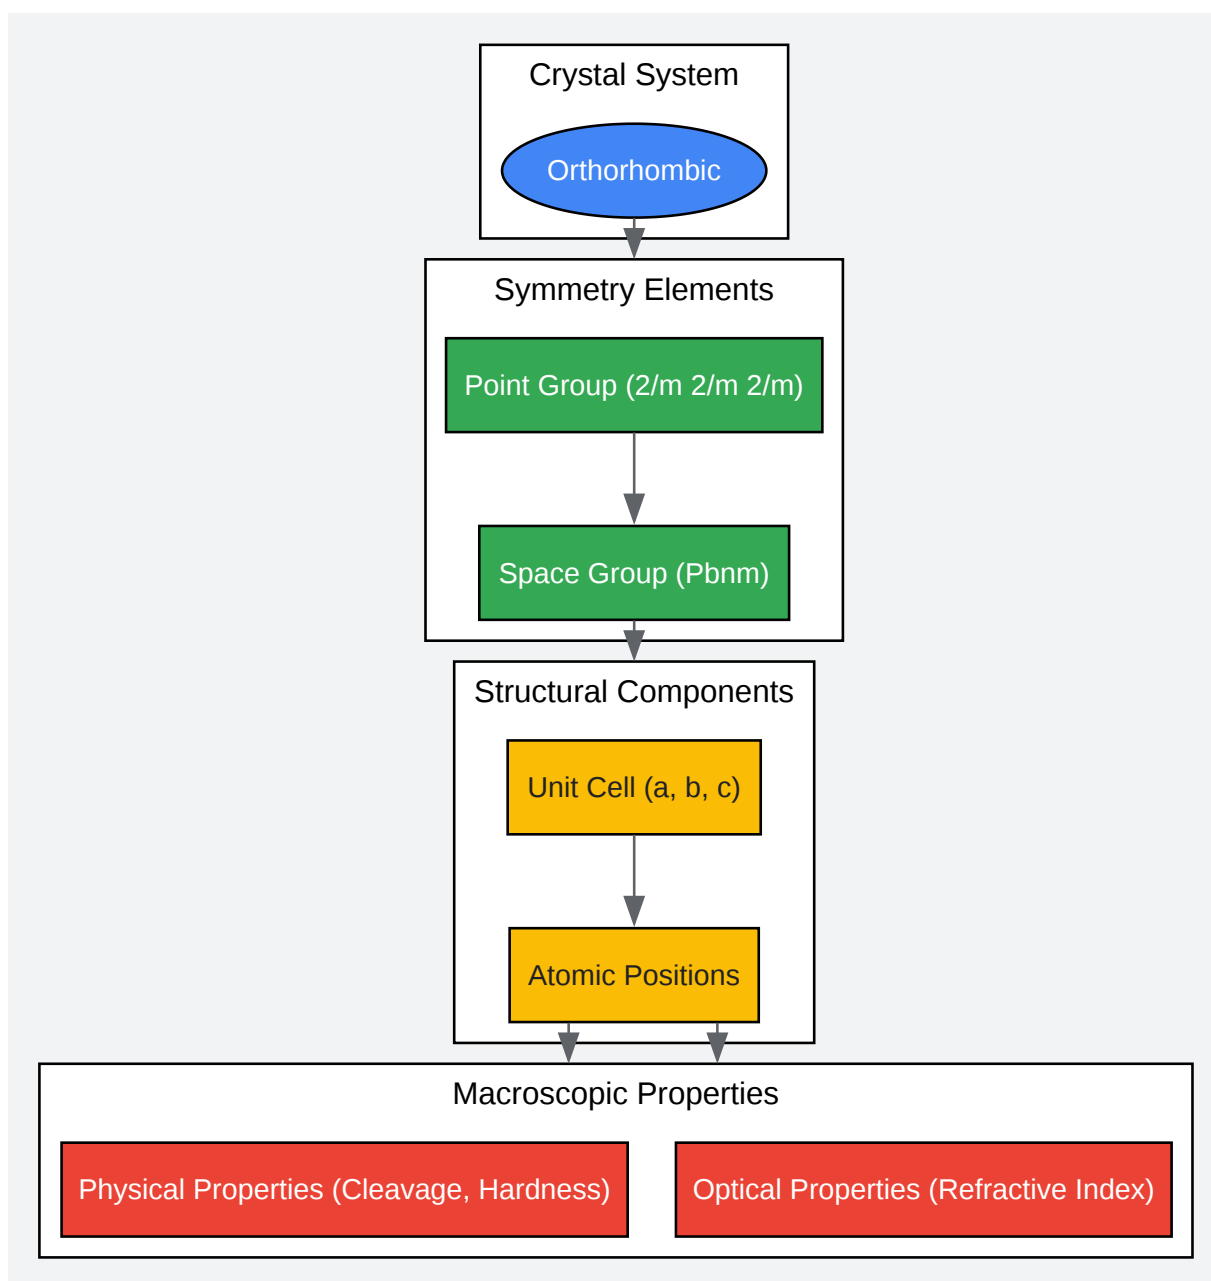 Crystal System
Orthorhombic
Symmetry Elements
Point Group (2/m 2/m 2/m)
Space Group (Pbnm)
Structural Components
Unit Cell (a, b, c)
Atomic Positions
Macroscopic Properties
Physical Properties (Cleavage, Hardness)
Optical Properties (Refractive Index)